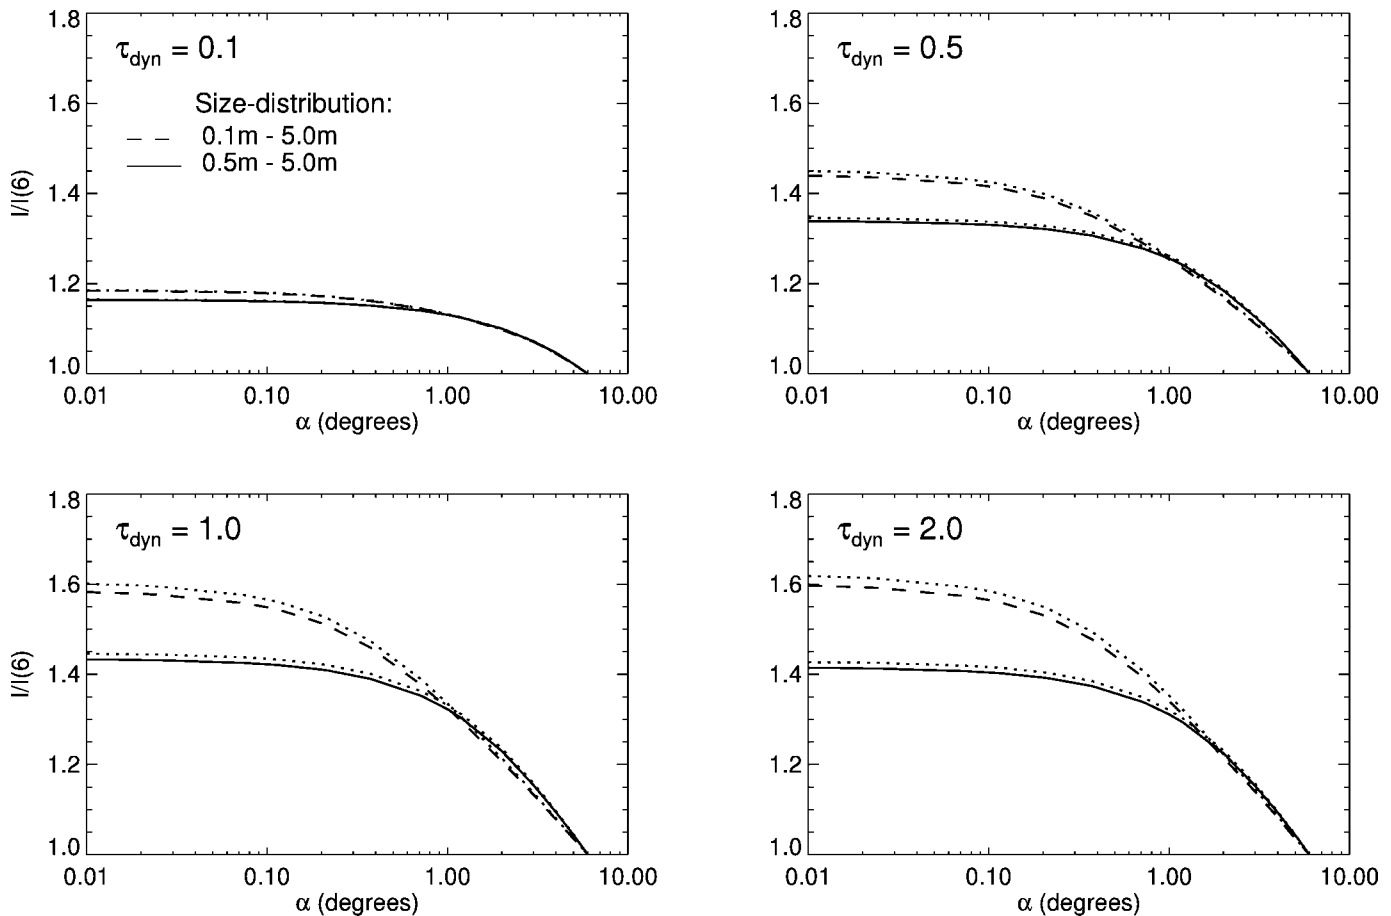 τdyn = 0.1
Size-distribution:
0.1m - 5.0m
0.5m - 5.0m
1.8
1.6
1.4
1.2
1.0
I/I(6)
0.01 0.10 1.00 10.00
α (degrees)
τdyn = 0.5
1.8
1.6
1.4
1.2
1.0
0.01 0.10 1.00 10.00
α (degrees)
τdyn = 1.0
1.8
1.6
1.4
1.2
1.0
I/I(6)
0.01 0.10 1.00 10.00
α (degrees)
τdyn = 2.0
1.8
1.6
1.4
1.2
1.0
0.01 0.10 1.00 10.00
α (degrees)